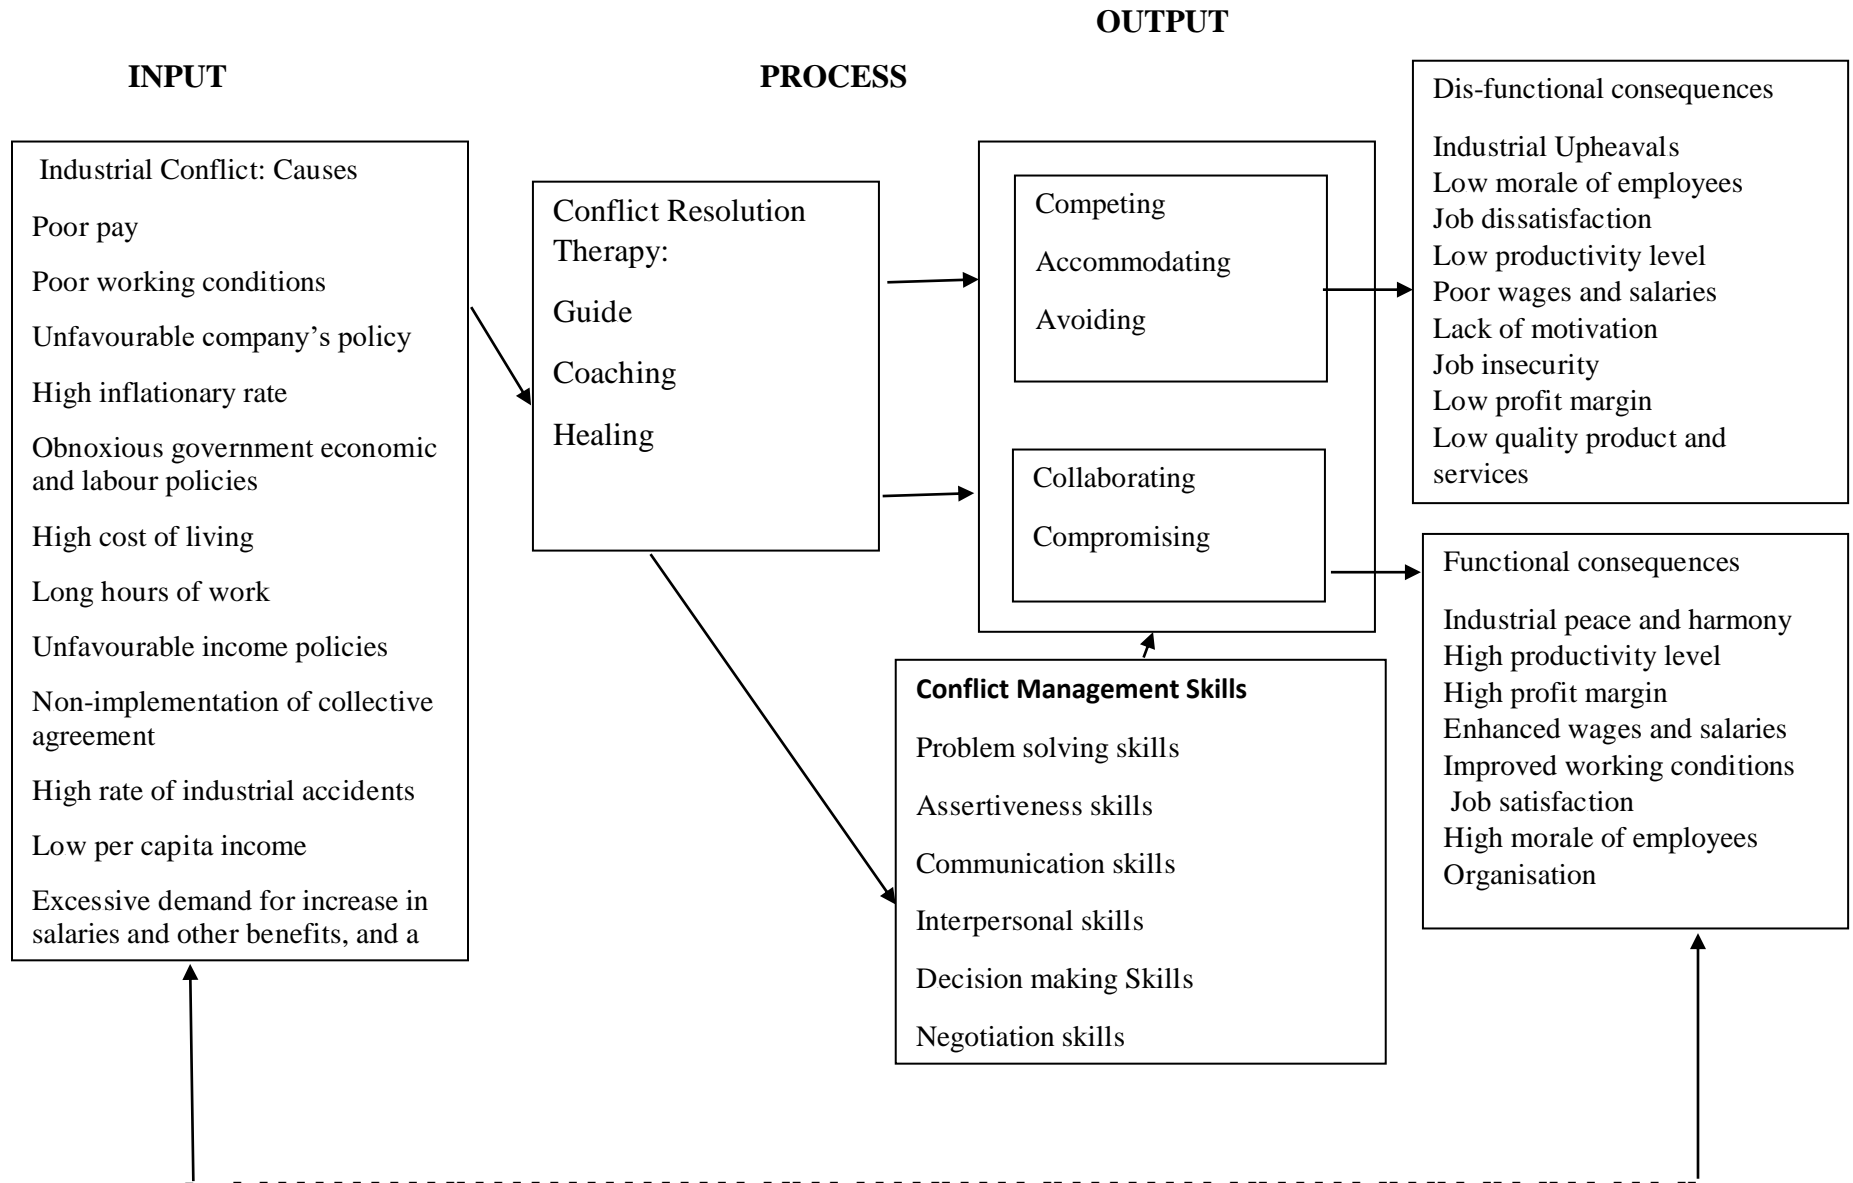 OUTPUT
INPUT
PROCESS
Industrial Conflict: Causes
Poor pay
Poor working conditions
Unfavourable company’s policy
High inflationary rate
Obnoxious government economic
and labour policies
High cost of living
Long hours of work
Unfavourable income policies
Non-implementation of collective
agreement
High rate of industrial accidents
Low per capita income
Excessive demand for increase in
salaries and other benefits, and a
Conflict Resolution
Therapy:
Guide
Coaching
Healing
Competing
Accommodating
Avoiding
Collaborating
Compromising
Conflict Management Skills
Problem solving skills
Assertiveness skills
Communication skills
Interpersonal skills
Decision making Skills
Negotiation skills
Dis-functional consequences
Industrial Upheavals
Low morale of employees
Job dissatisfaction
Low productivity level
Poor wages and salaries
Lack of motivation
Job insecurity
Low profit margin
Low quality product and
services
Functional consequences
Industrial peace and harmony
High productivity level
High profit margin
Enhanced wages and salaries
Improved working conditions
Job satisfaction
High morale of employees
Organisation